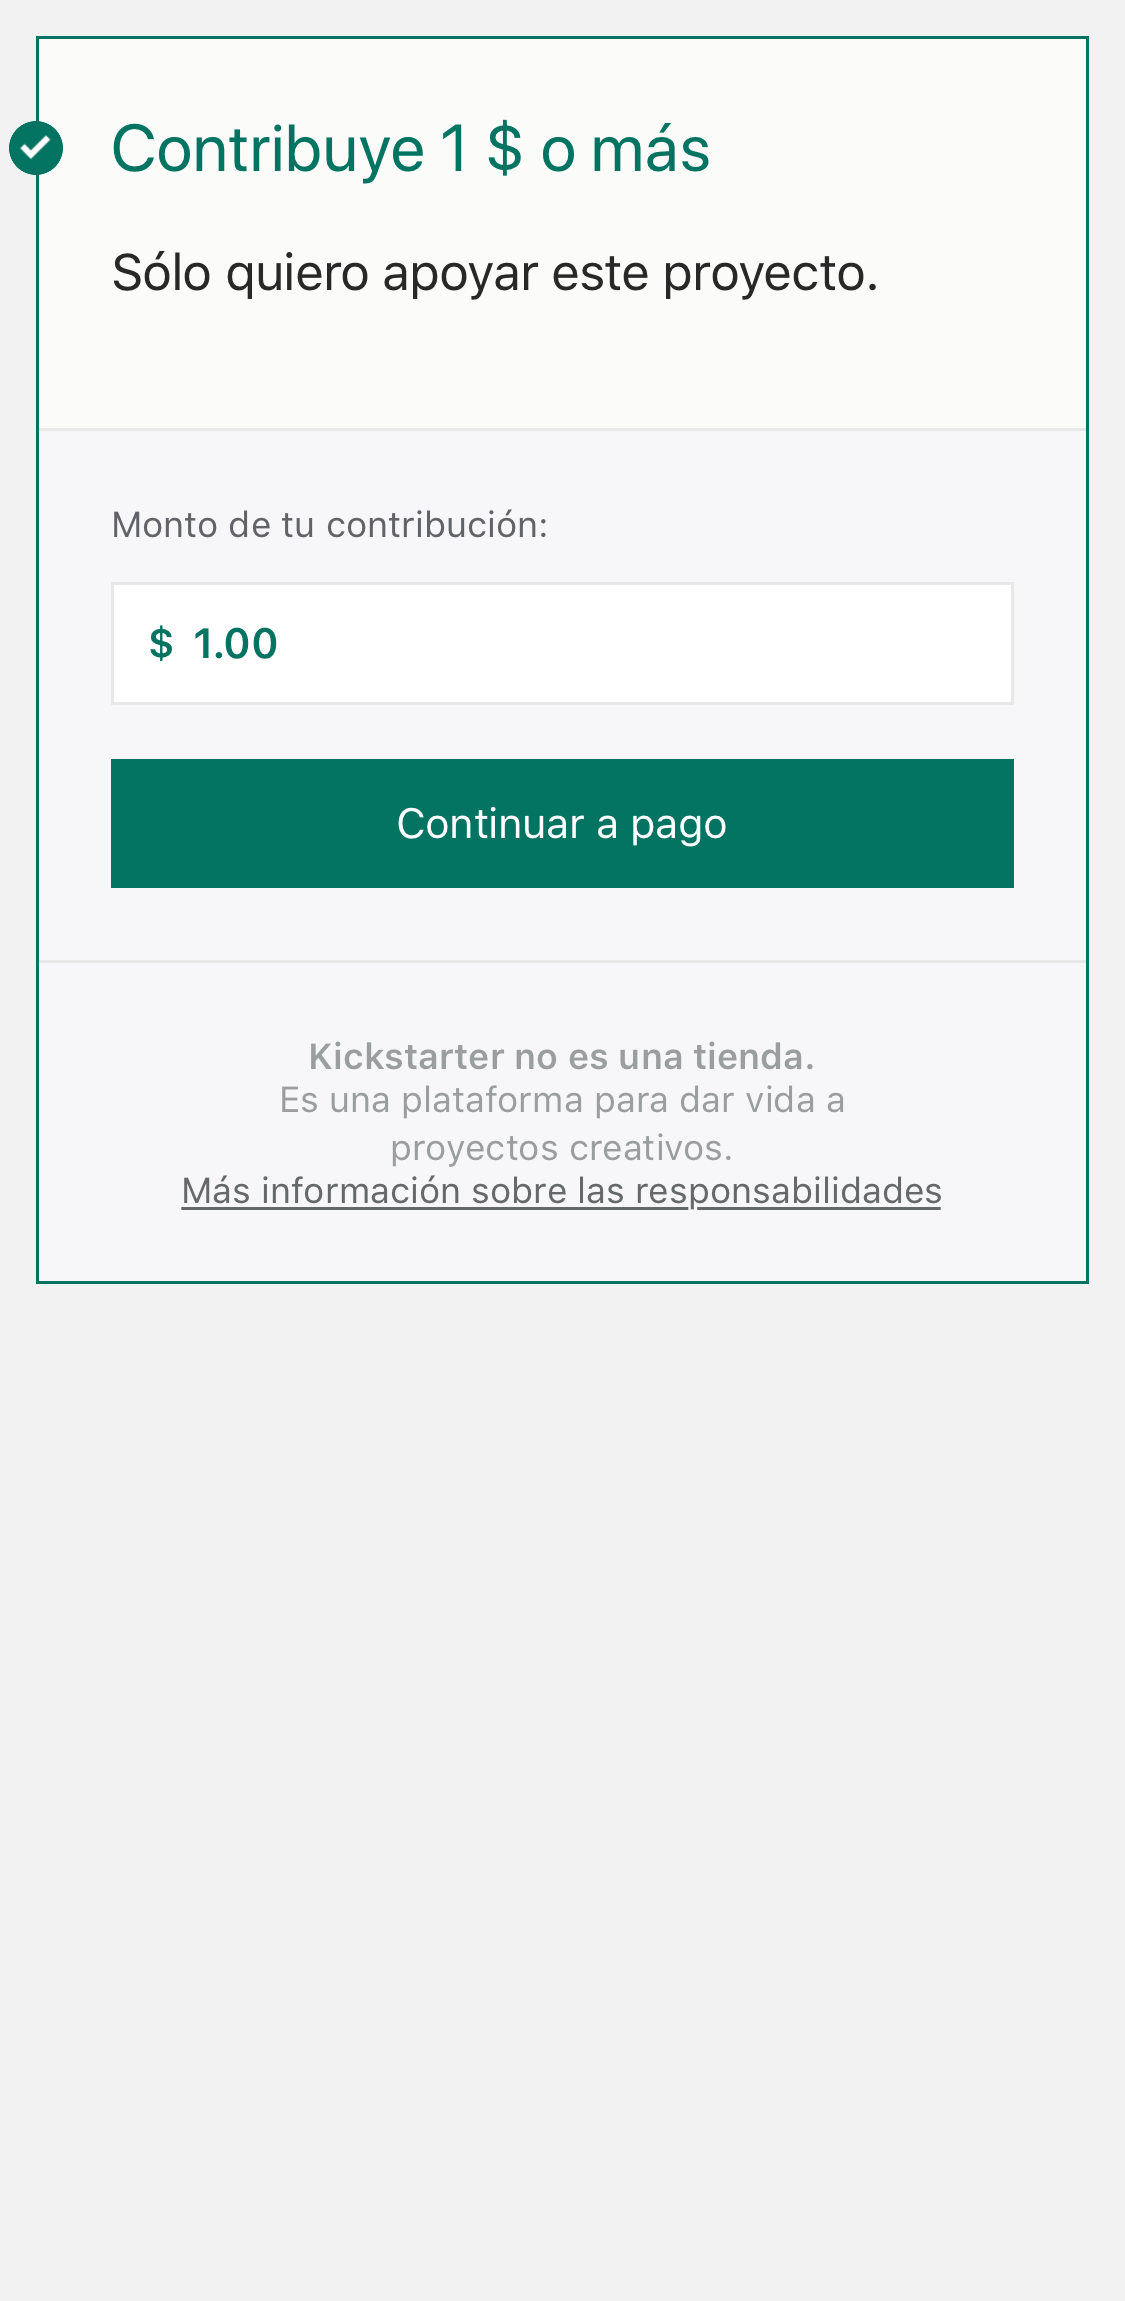 Contribuye 1 $ o más
Sólo quiero apoyar este proyecto.
Monto de tu contribución:
$ 1.00
Continuar a pago
Kickstarter no es una tienda.
Es una plataforma para dar vida a
proyectos creativos.
Más información sobre las responsabilidades